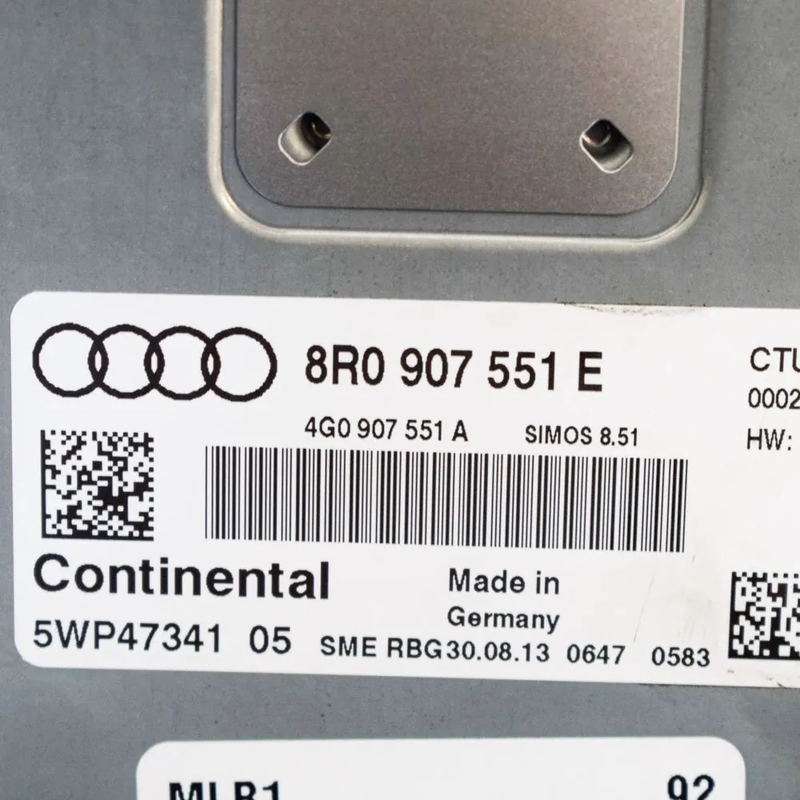 8R0 907 551 E
4G0 907 551 A SIMOS 8.51
Continental
Made in
Germany
5WP47341 05 SME RBG30.08.13 0647 0583
CTU
0002
HW:
MLB1 92